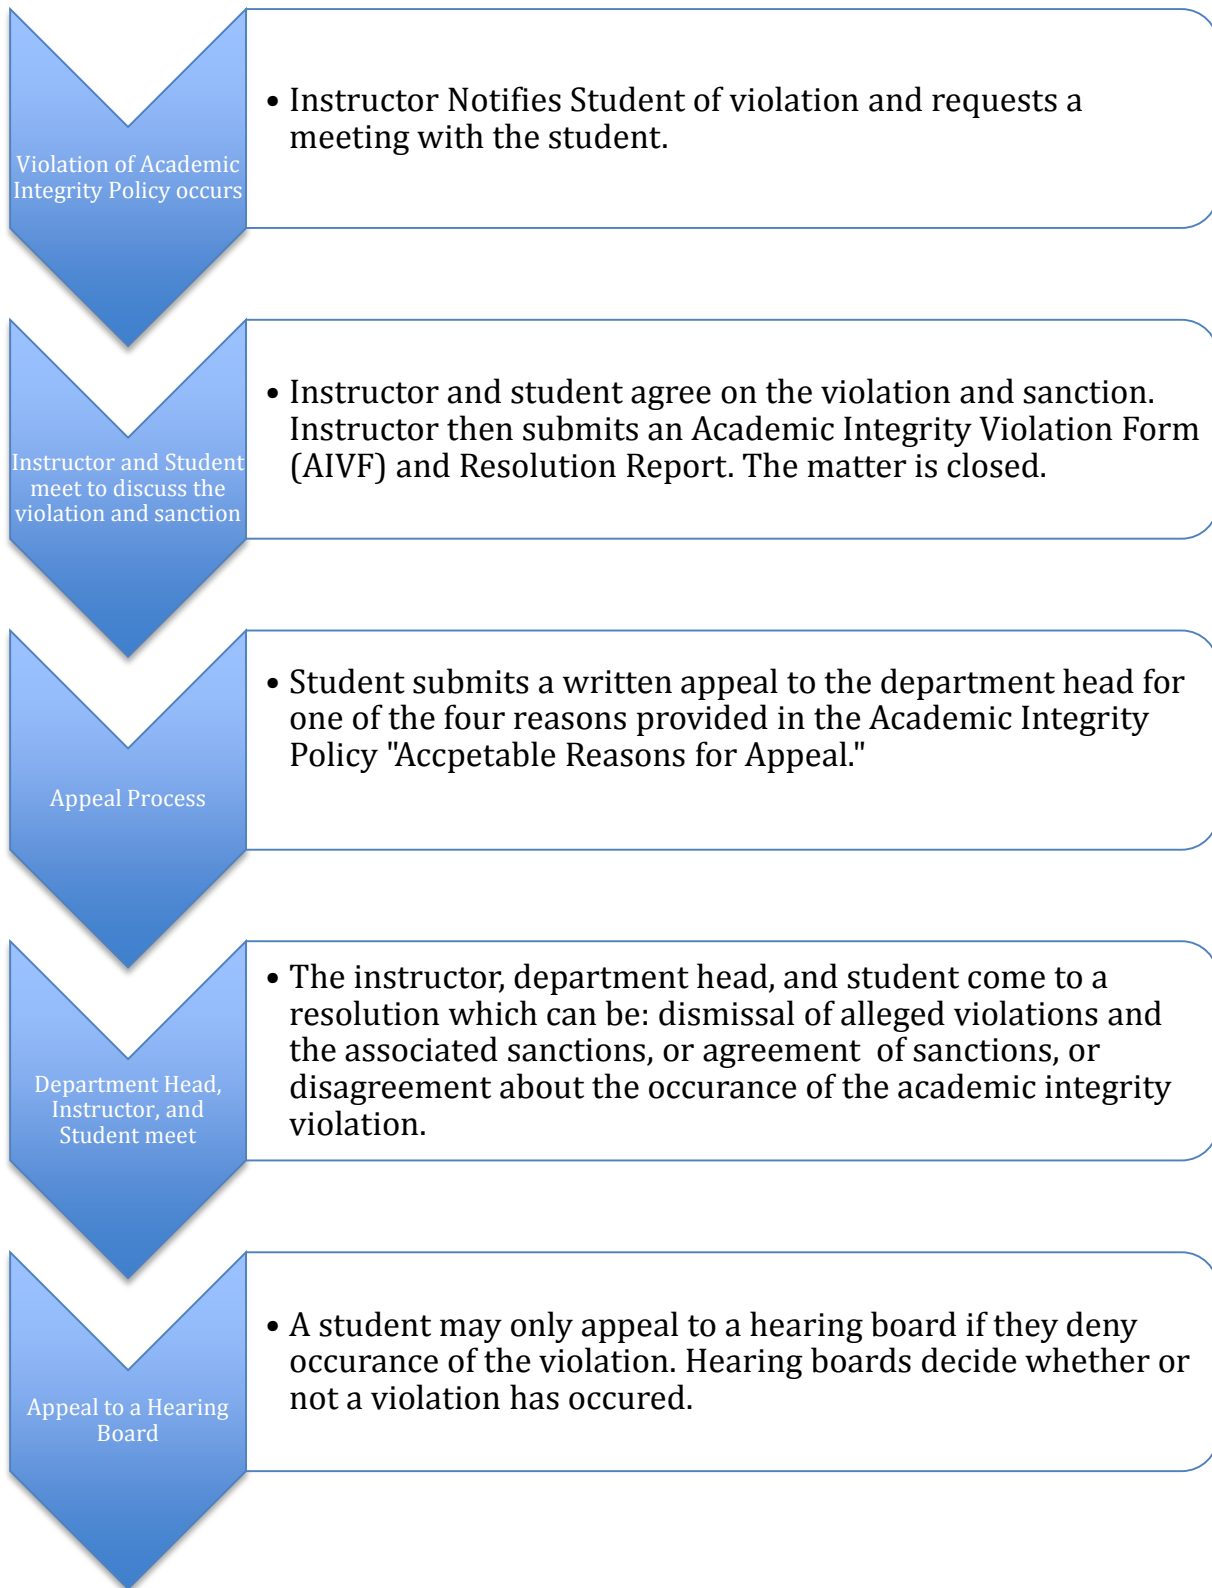 Violation of Academic
Integrity Policy occurs
• Instructor Notifies Student of violation and requests a
meeting with the student.
Instructor and Student
meet to discuss the
violation and sanction
• Instructor and student agree on the violation and sanction.
Instructor then submits an Academic Integrity Violation Form
(AIVF) and Resolution Report. The matter is closed.
Appeal Process
• Student submits a written appeal to the department head for
one of the four reasons provided in the Academic Integrity
Policy "Accpetable Reasons for Appeal."
Department Head,
Instructor, and
Student meet
• The instructor, department head, and student come to a
resolution which can be: dismissal of alleged violations and
the associated sanctions, or agreement  of sanctions, or
disagreement about the occurance of the academic integrity
violation.
Appeal to a Hearing
Board
• A student may only appeal to a hearing board if they deny
occurance of the violation. Hearing boards decide whether or
not a violation has occured.